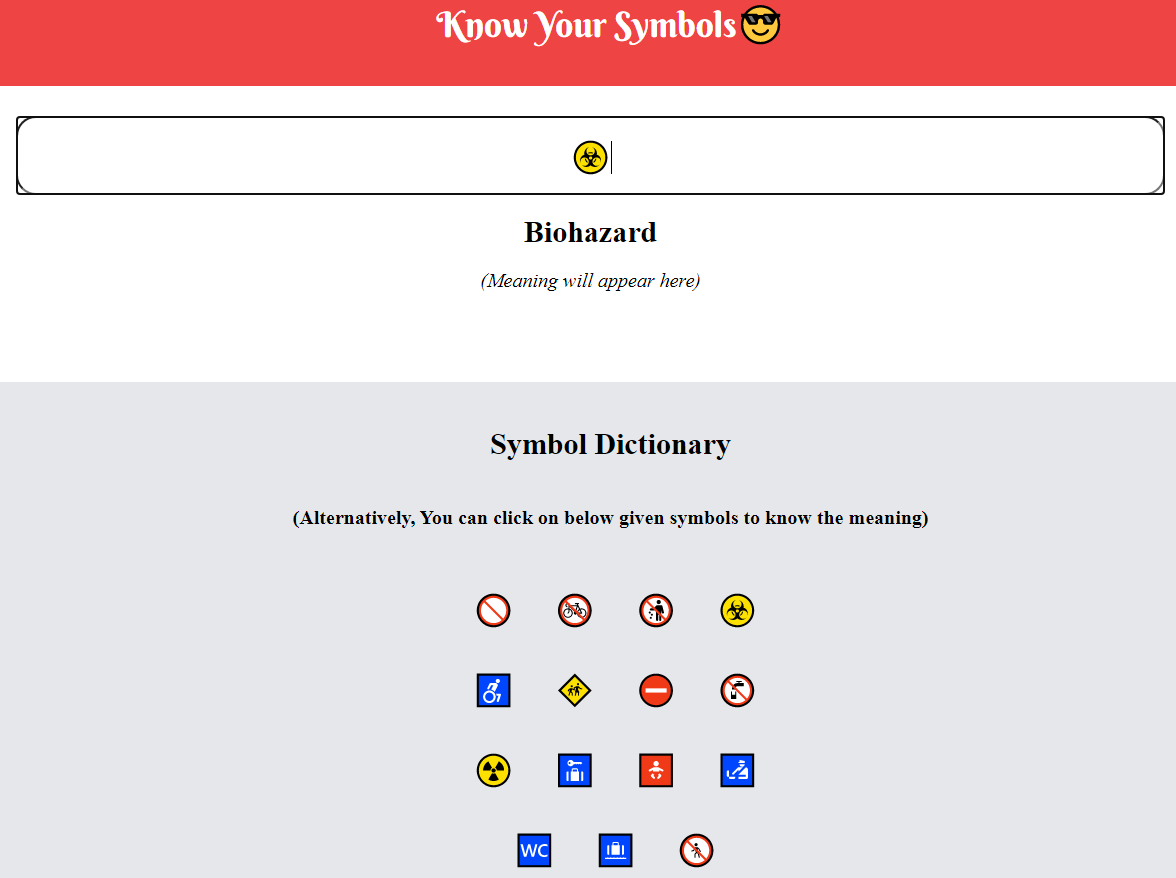 Know Your Symbols😎
☣
Biohazard
(Meaning will appear here)
Symbol Dictionary
(Alternatively, You can click on below given symbols to know the meaning)
WC